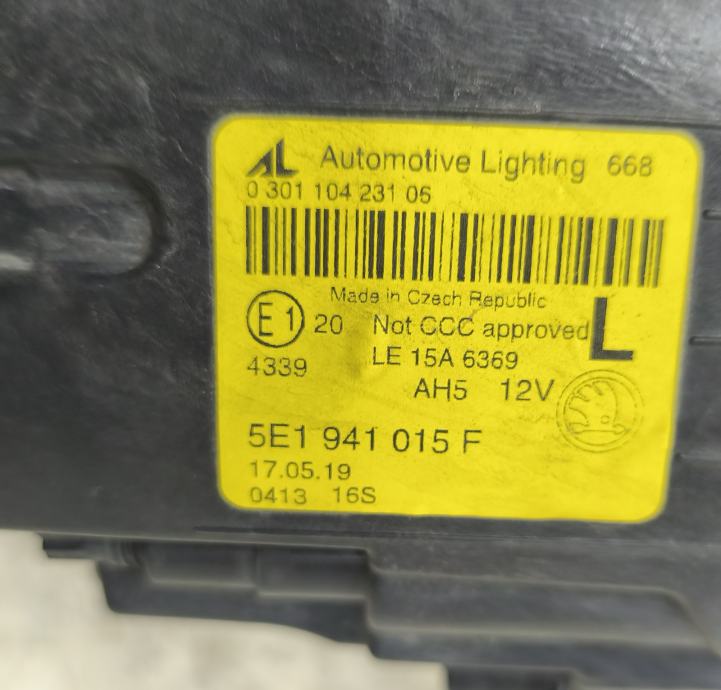 AL Automotive Lighting 668
0 301 104 231 05
Made in Czech Republic
E1 20 Not CCC approved L
4339 LE 15A 6369
AH5 12V
5E1 941 015 F
17.05.19
0413 16S